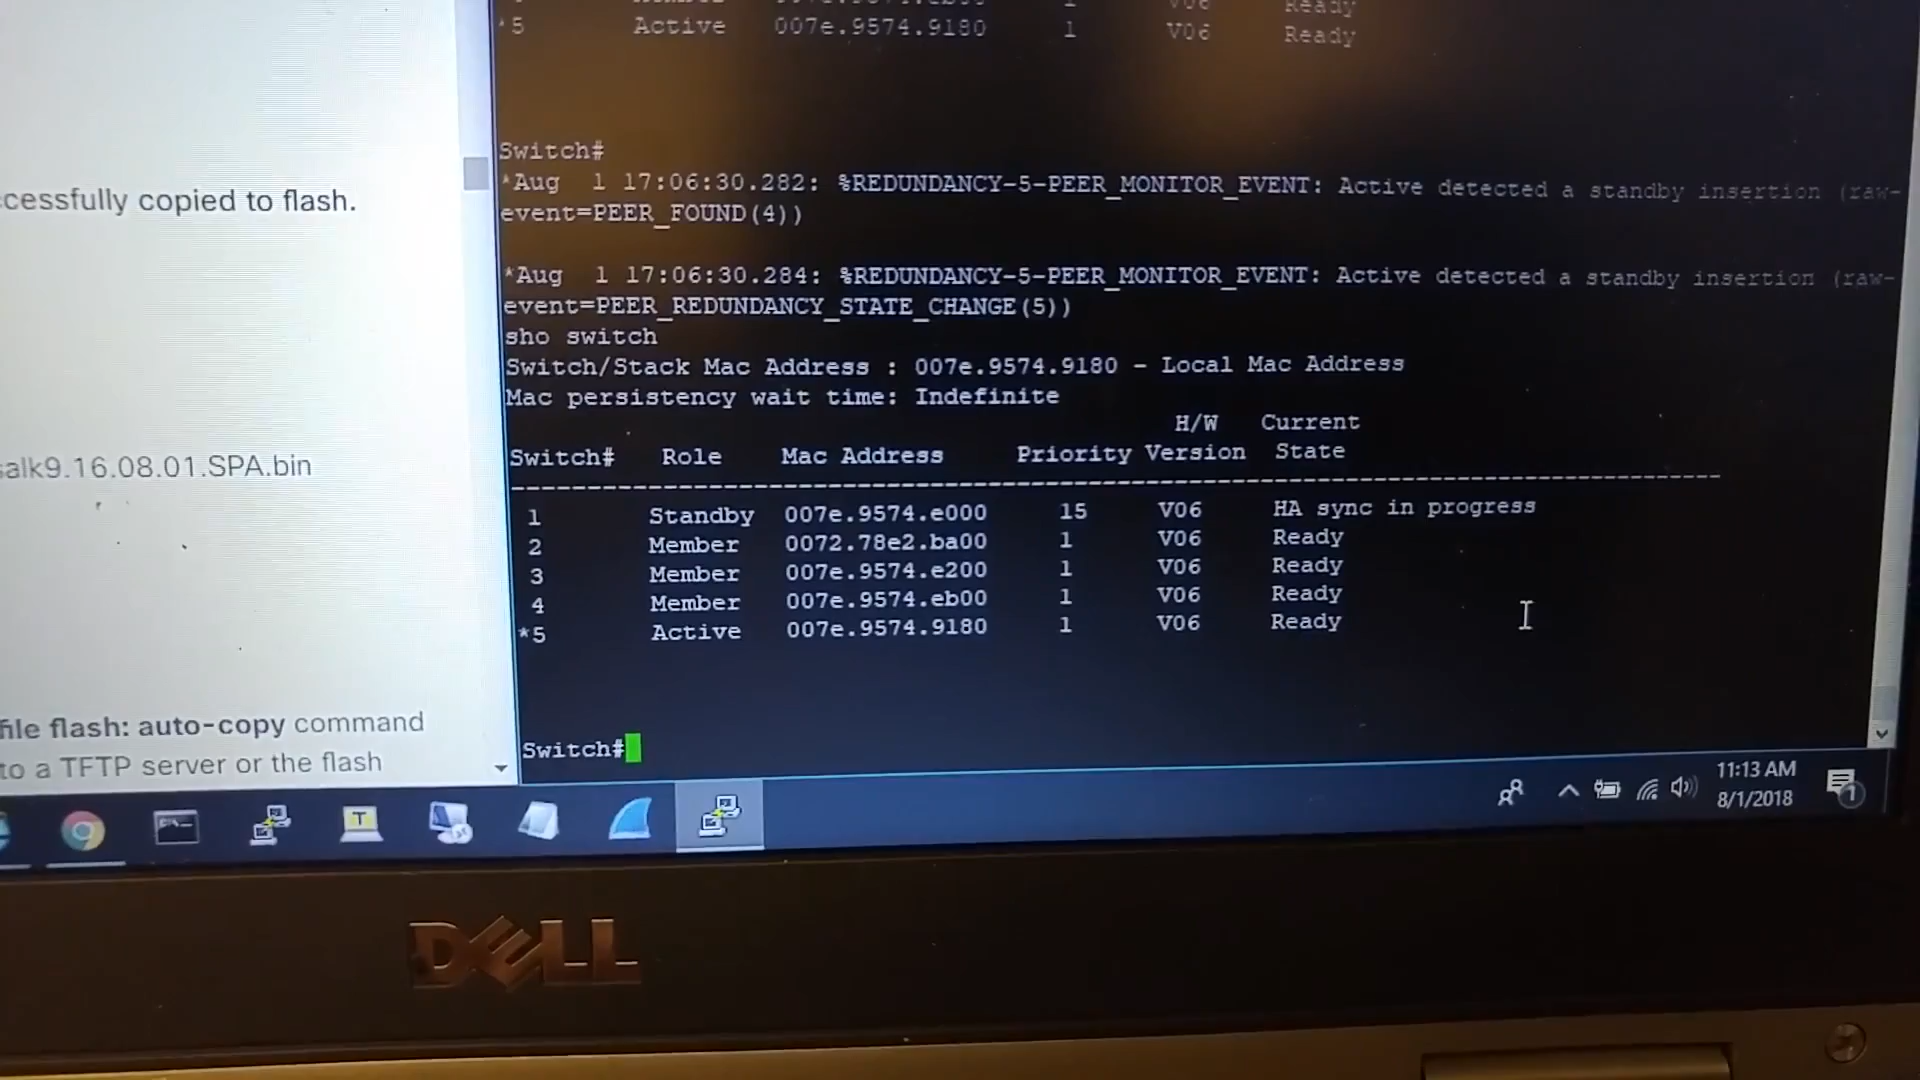 *5 Active 007e.9574.9180 1 V06 Ready
Switch#
*Aug 1 17:06:30.282: %REDUNDANCY-5-PEER_MONITOR_EVENT: Active detected a standby insertion (raw-
event=PEER_FOUND(4))
*Aug 1 17:06:30.284: %REDUNDANCY-5-PEER_MONITOR_EVENT: Active detected a standby insertion (raw-
event=PEER_REDUNDANCY_STATE_CHANGE(5))
sho switch
Switch/Stack Mac Address : 007e.9574.9180 - Local Mac Address
Mac persistency wait time: Indefinite
H/W Current
Switch# Role Mac Address Priority Version State
1 Standby 007e.9574.e000 15 V06 HA sync in progress
2 Member 0072.78e2.ba00 1 V06 Ready
3 Member 007e.9574.e200 1 V06 Ready
4 Member 007e.9574.eb00 1 V06 Ready
*5 Active 007e.9574.9180 1 V06 Ready
Switch#
ccessfully copied to flash.
alk9.16.08.01.SPA.bin
file flash: auto-copy command
to a TFTP server or the flash
T
11:13 AM
8/1/2018
1
DELL